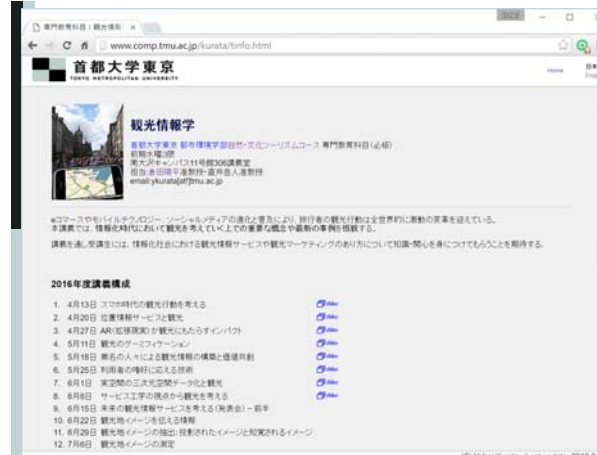 専門教育科目：観光情報
www.comp.tmu.ac.jp/kurata/tinfo.html
首都大学東京
TOKYO METROPOLITAN UNIVERSITY
Home
観光情報学
首都大学東京 都市環境学部自然・文化ツーリズムコース 専門教育科目(必修)
前期水曜3限
南大沢キャンパス11号館306講義室
担当:倉田陽平准教授・直井岳人准教授
email:ykurata[at]tmu.ac.jp
eコマースやモバイルテクノロジー、ソーシャルメディアの進化と普及により、旅行者の観光行動は全世界的に激動の変革を迎えている。
本講義では、情報化時代において観光を考えていく上での重要な概念や最新の事例を概観する。
講義を通し受講生には、情報化社会における観光情報サービスや観光マーケティングのあり方について知識・関心を身につけてもらうことを期待する。
2016年度講義構成
1. 4月13日 スマホ時代の観光行動を考える
2. 4月20日 位置情報サービスと観光
3. 4月27日 AR(拡張現実)が観光にもたらすインパクト
4. 5月11日 観光のゲーミフィケーション
5. 5月18日 無名の人々による観光情報の構築と価値共創
6. 5月25日 利用者の嗜好に応える技術
7. 6月1日 実空間の三次元空間データ化と観光
8. 6月8日 サービス工学の視点から観光を考える
9. 6月15日 未来の観光情報サービスを考える(発表会)－前半
10. 6月22日 観光地イメージを伝える情報
11. 6月29日 観光地イメージの抽出:投影されたイメージと知覚されるイメージ
12. 7月6日 観光地イメージの測定